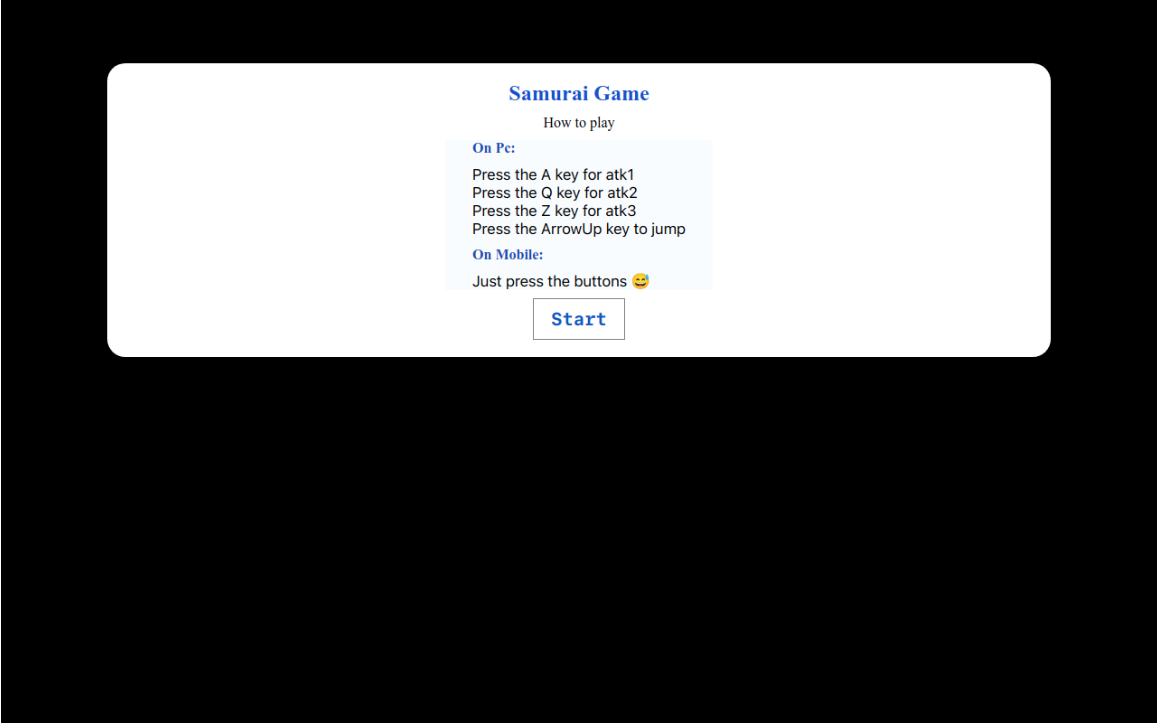 Samurai Game
How to play
On Pc:
Press the A key for atk1
Press the Q key for atk2
Press the Z key for atk3
Press the ArrowUp key to jump
On Mobile:
Just press the buttons 😅
Start